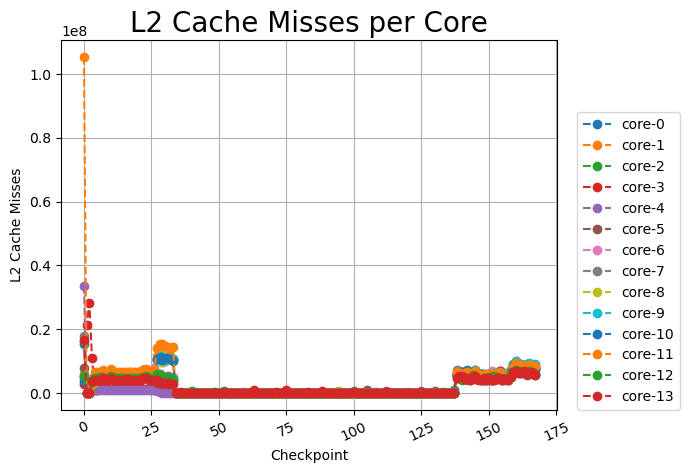 L2 Cache Misses per Core
1e8
1.0
0.8
0.6
0.4
0.2
0.0
L2 Cache Misses
0
25
50
75
100
125
150
175
Checkpoint
core-0
core-1
core-2
core-3
core-4
core-5
core-6
core-7
core-8
core-9
core-10
core-11
core-12
core-13